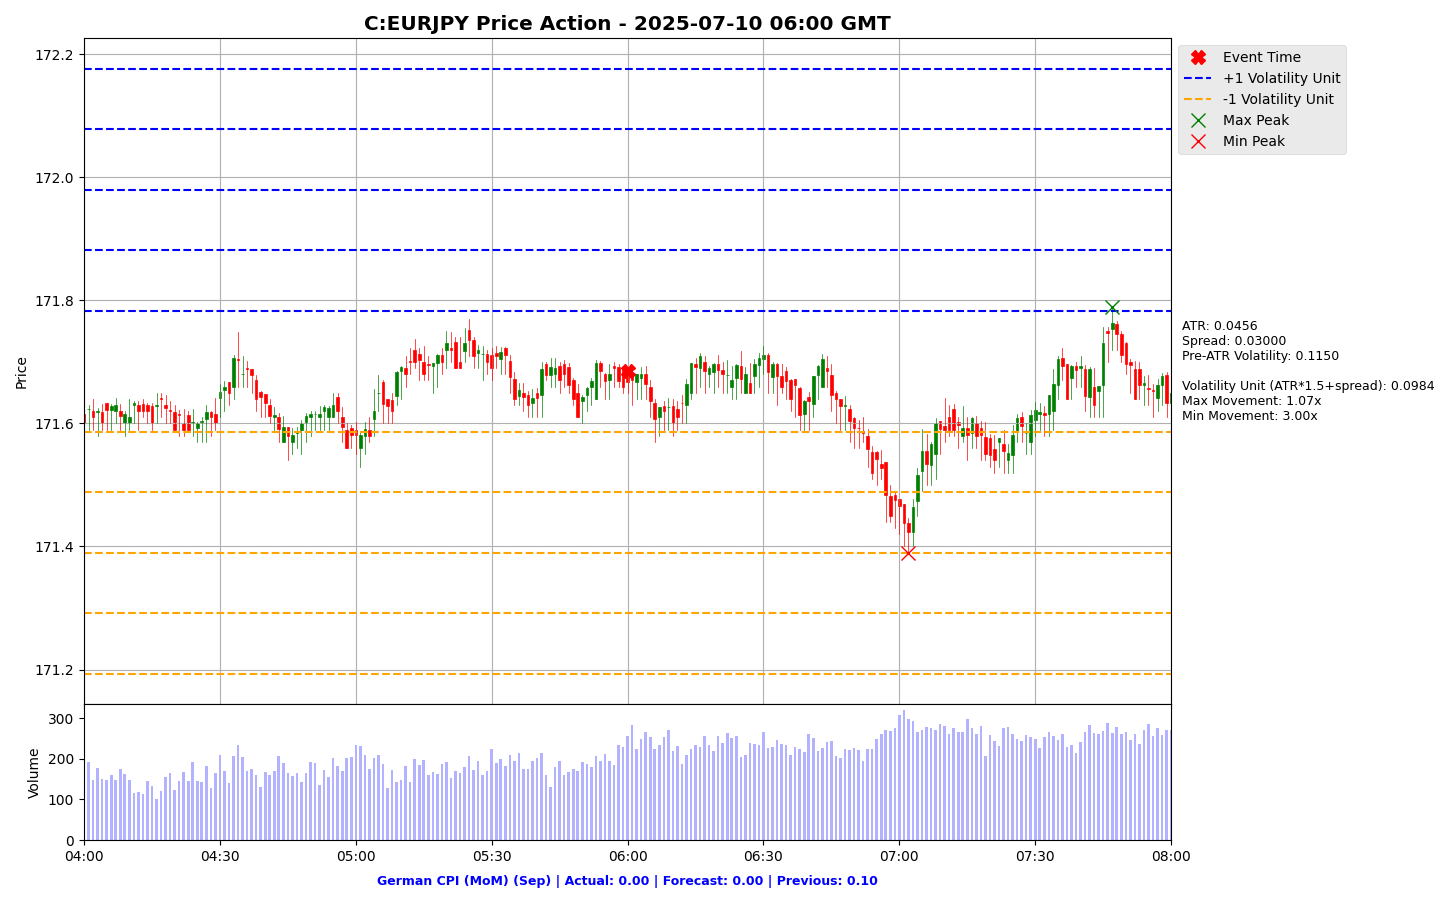 C:EURJPY Price Action - 2025-07-10 06:00 GMT
Event Time
+1 Volatility Unit
-1 Volatility Unit
Max Peak
Min Peak
Price
172.2
172.0
171.8
171.6
171.4
171.2
ATR: 0.0456
Spread: 0.03000
Pre-ATR Volatility: 0.1150
Volatility Unit (ATR*1.5+spread): 0.0984
Max Movement: 1.07x
Min Movement: 3.00x
Volume
300
200
100
0
04:00 04:30 05:00 05:30 06:00 06:30 07:00 07:30 08:00
German CPI (MoM) (Sep) | Actual: 0.00 | Forecast: 0.00 | Previous: 0.10